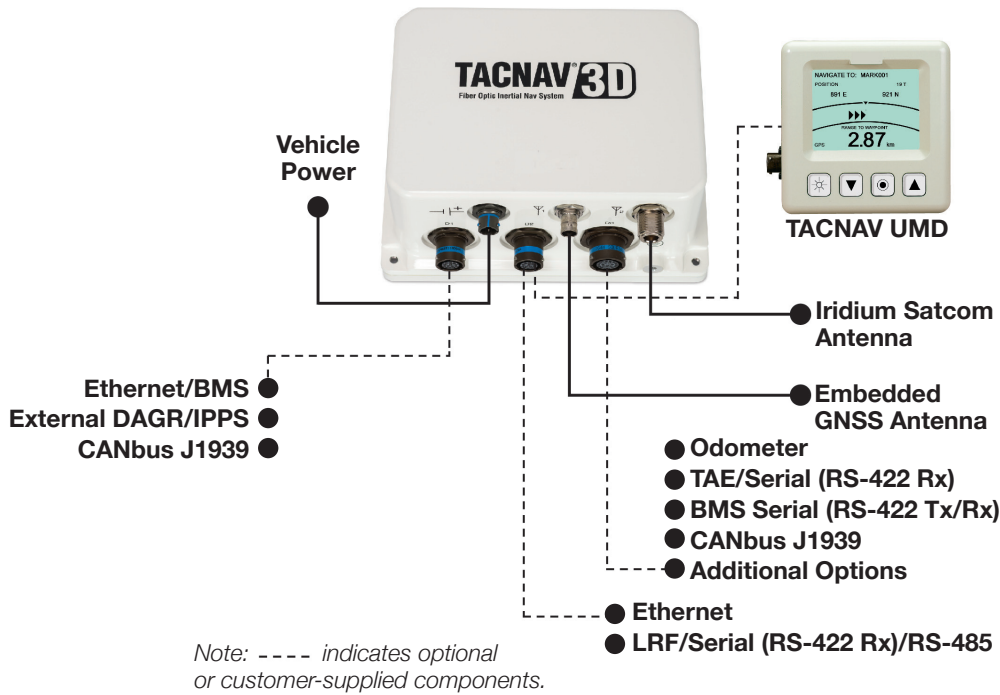 TACNAV® 3D
Fiber Optic Inertial Nav System
NAVIGATE TO: MARK001
POSITION 19 T
891 E 921 N
RANGE TO WAYPOINT
GPS 2.87 km
TACNAV UMD
Vehicle
Power
Iridium Satcom
Antenna
Embedded
GNSS Antenna
Ethernet/BMS
External DAGR/IPPS
CANbus J1939
Odometer
TAE/Serial (RS-422 Rx)
BMS Serial (RS-422 Tx/Rx)
CANbus J1939
Additional Options
Ethernet
LRF/Serial (RS-422 Rx)/RS-485
Note: ---- indicates optional
or customer-supplied components.